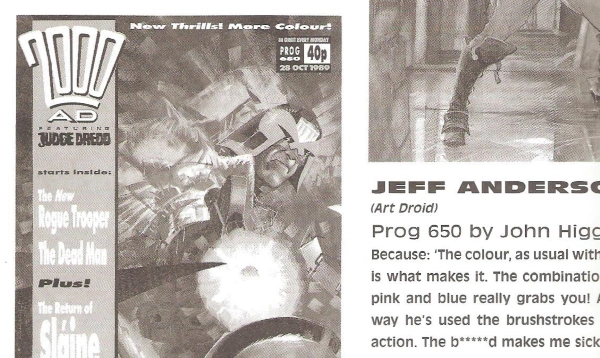 New Thrills! More Colour!
IN ORBIT EVERY MONDAY
PROG
650
40p
28 OCT 1989
2000
AD
FEATURING
JUDGE DREDD
starts inside:
The New
Rogue Trooper
The Dead Man
Plus!
The Return of
Sláine
JEFF ANDERSO
(Art Droid)
Prog 650 by John Higg
Because: 'The colour, as usual with
is what makes it. The combinatio
pink and blue really grabs you! A
way he's used the brushstrokes
action. The b*****d makes me sick